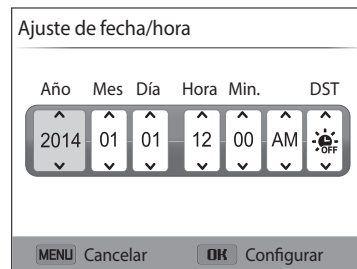 Ajuste de fecha/hora
Año Mes Día Hora Min. DST
2014 01 01 12 00 AM OFF
MENU Cancelar OK Configurar